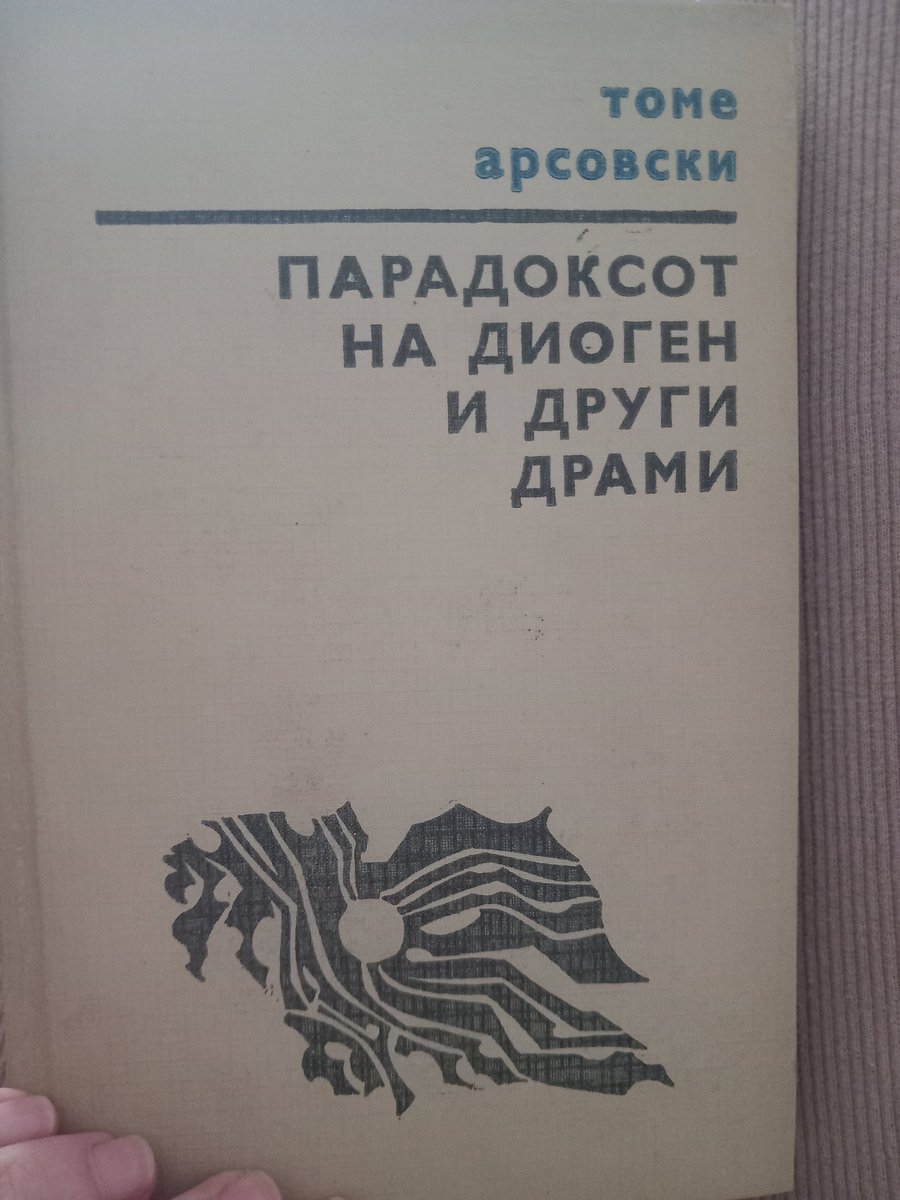 томе
арсовски
ПАРАДОКСОТ
НА ДИОГЕН
И ДРУГИ
ДРАМИ